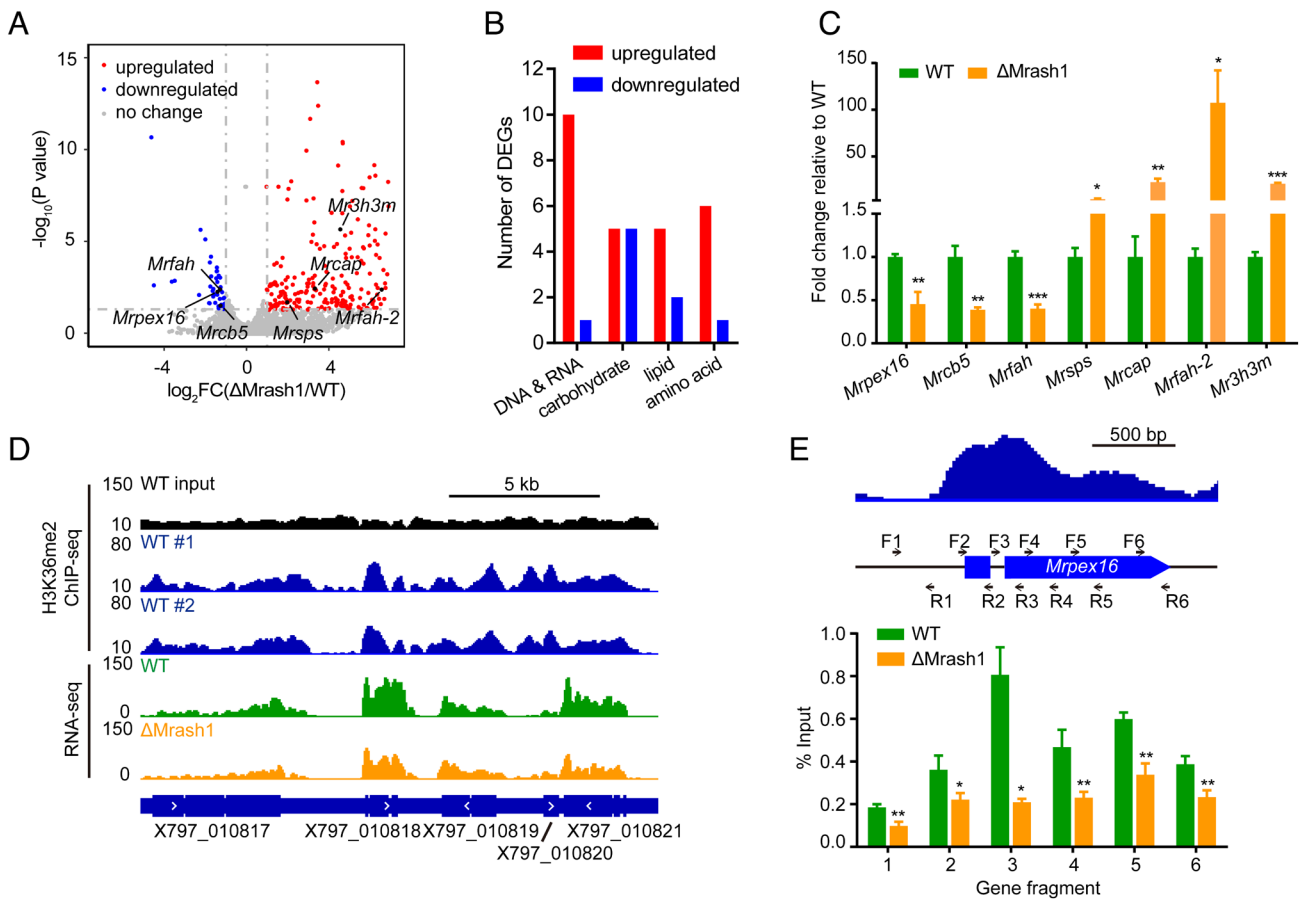 A
15
10
5
0
-log10(P value)
upregulated
downregulated
no change
Mr3h3m
Mrfah
Mrcap
Mrpex16
Mrcb5
Mrsps
Mrfah-2
-4
0
4
log2FC(ΔMrash1/WT)
B
upregulated
downregulated
12
10
8
6
4
2
0
Number of DEGs
DNA & RNA
carbohydrate
lipid
amino acid
C
WT
ΔMrash1
150
100
50
1.5
1.0
0.5
0.0
Fold change relative to WT
**
**
***
*
**
*
***
Mrpex16
Mrcb5
Mrfah
Mrsps
Mrcap
Mrfah-2
Mr3h3m
D
H3K36me2
ChIP-seq
RNA-seq
150
WT input
5 kb
10
80
WT #1
10
80
WT #2
10
150
WT
0
150
ΔMrash1
0
X797_010817
X797_010818
X797_010819
X797_010820
X797_010821
E
500 bp
F1
F2
F3
F4
F5
F6
Mrpex16
R1
R2
R3
R4
R5
R6
WT
ΔMrash1
1.0
0.8
0.6
0.4
0.2
0.0
% Input
**
*
*
**
**
**
1
2
3
4
5
6
Gene fragment